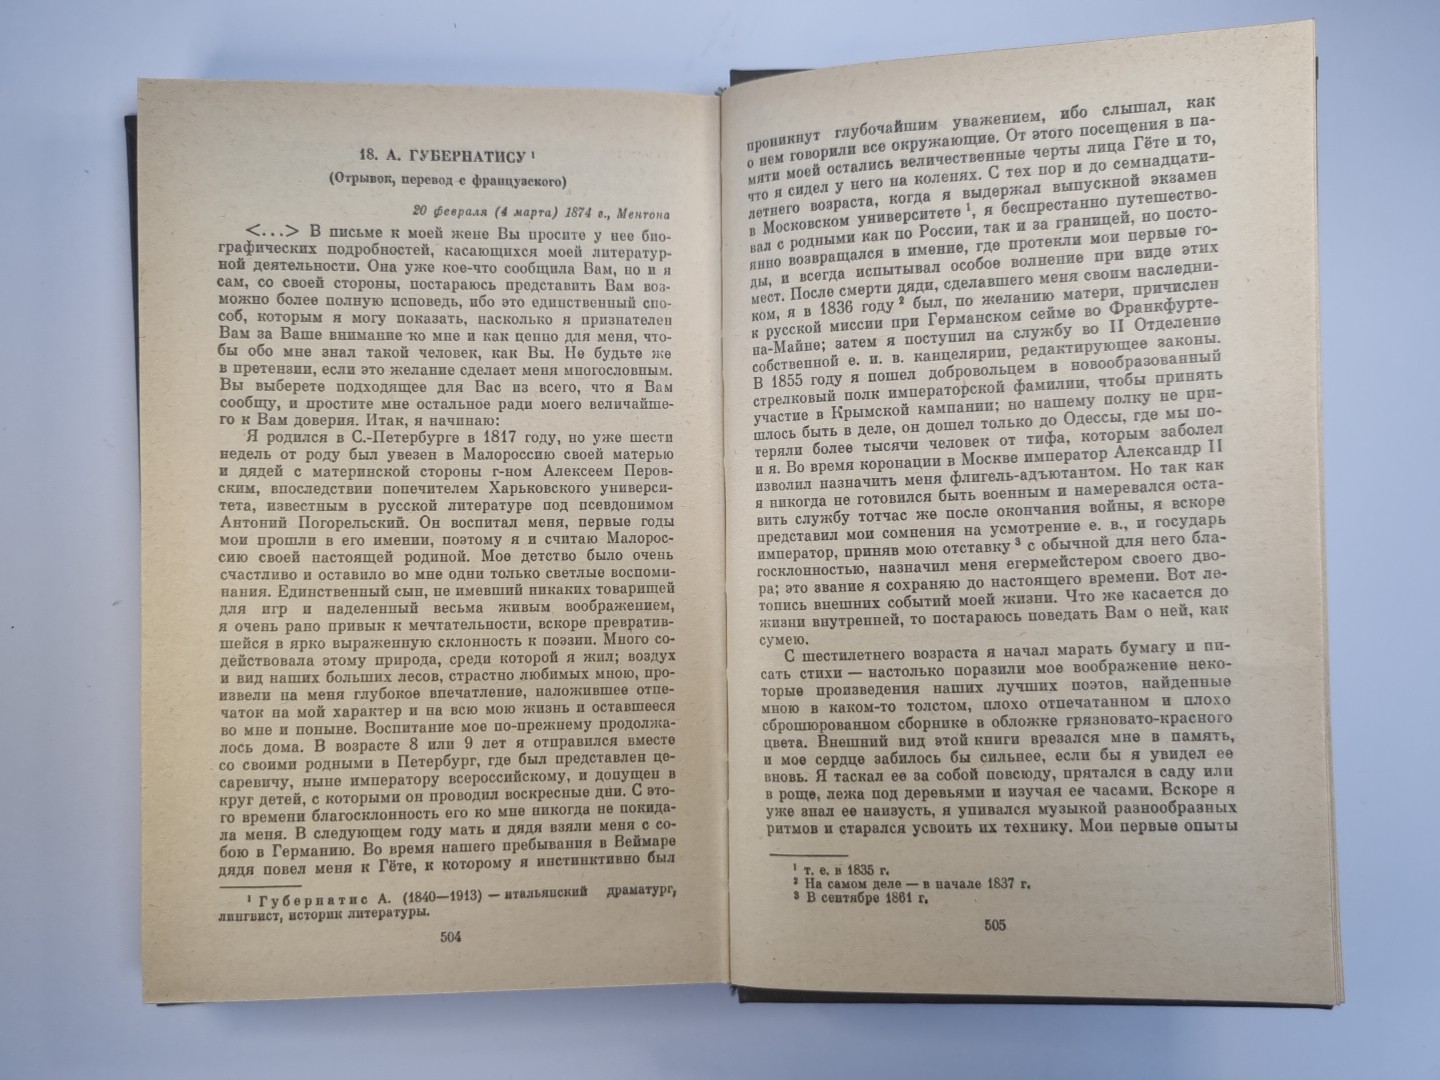 18. А. ГУБЕРНАТИСУ ¹
(Отрывок, перевод с французского)
20 февраля (4 марта) 1874 г., Ментона
<...> В письме к моей жене Вы просите у нее био-
графических подробностей, касающихся моей литератур-
ной деятельности. Она уже кое-что сообщила Вам, но и я
сам, со своей стороны, постараюсь представить Вам воз-
можно более полную исповедь, ибо это единственный спо-
соб, которым я могу показать, насколько я признателен
Вам за Ваше внимание ко мне и как ценно для меня, что-
бы обо мне знал такой человек, как Вы. Не будьте же
в претензии, если это желание сделает меня многословным.
Вы выберете подходящее для Вас из всего, что я Вам
сообщу, и простите мне остальное ради моего величайше-
го к Вам доверия. Итак, я начинаю:
Я родился в С.-Петербурге в 1817 году, но уже шести
недель от роду был увезен в Малороссию своей матерью
и дядей с материнской стороны г-ном Алексеем Перов-
ским, впоследствии попечителем Харьковского универси-
тета, известным в русской литературе под псевдонимом
Антоний Погорельский. Он воспитал меня, первые годы
мои прошли в его имении, поэтому я и считаю Малорос-
сию своей настоящей родиной. Мое детство было очень
счастливо и оставило во мне одни только светлые воспоми-
нания. Единственный сын, не имевший никаких товарищей
для игр и наделенный весьма живым воображением,
я очень рано привык к мечтательности, вскоре превратив-
шейся в ярко выраженную склонность к поэзии. Много со-
действовала этому природа, среди которой я жил; воздух
и вид наших больших лесов, страстно любимых мною, про-
извели на меня глубокое впечатление, наложившее отпе-
чаток на мой характер и на всю мою жизнь и оставшееся
во мне и поныне. Воспитание мое по-прежнему продолжа-
лось дома. В возрасте 8 или 9 лет я отправился вместе
со своими родными в Петербург, где был представлен це-
саревичу, ныне императору всероссийскому, и допущен в
круг детей, с которыми он проводил воскресные дни. С это-
го времени благосклонность его ко мне никогда не покида-
ла меня. В следующем году мать и дядя взяли меня с со-
бою в Германию. Во время нашего пребывания в Веймаре
дядя повел меня к Гёте, к которому я инстинктивно был
¹ Губернатис А. (1840—1913) — итальянский драматург,
лингвист, историк литературы.
504
проникнут глубочайшим уважением, ибо слышал, как
о нем говорили все окружающие. От этого посещения в па-
мяти моей остались величественные черты лица Гёте и то,
что я сидел у него на коленях. С тех пор и до семнадцати-
летнего возраста, когда я выдержал выпускной экзамен
в Московском университете ¹, я беспрестанно путешество-
вал с родными как по России, так и за границей, но посто-
янно возвращался в имение, где протекли мои первые го-
ды, и всегда испытывал особое волнение при виде этих
мест. После смерти дяди, сделавшего меня своим наследни-
ком, я в 1836 году ² был, по желанию матери, причислен
к русской миссии при Германском сейме во Франкфурте-
на-Майне; затем я поступил на службу во II Отделение
собственной е. и. в. канцелярии, редактирующее законы.
В 1855 году я пошел добровольцем в новообразованный
стрелковый полк императорской фамилии, чтобы принять
участие в Крымской кампании; но нашему полку не при-
шлось быть в деле, он дошел только до Одессы, где мы по-
теряли более тысячи человек от тифа, которым заболел
и я. Во время коронации в Москве император Александр II
изволил назначить меня флигель-адъютантом. Но так как
я никогда не готовился быть военным и намеревался оста-
вить службу тотчас же после окончания войны, я вскоре
представил мои сомнения на усмотрение е. в., и государь
император, приняв мою отставку ³ с обычной для него бла-
госклонностью, назначил меня егермейстером своего дво-
ра; это звание я сохраняю до настоящего времени. Вот ле-
топись внешних событий моей жизни. Что же касается до
жизни внутренней, то постараюсь поведать Вам о ней, как
сумею.
С шестилетнего возраста я начал марать бумагу и пи-
сать стихи — настолько поразили мое воображение неко-
торые произведения наших лучших поэтов, найденные
мною в каком-то толстом, плохо отпечатанном и плохо
сброшюрованном сборнике в обложке грязновато-красного
цвета. Внешний вид этой книги врезался мне в память,
и мое сердце забилось бы сильнее, если бы я увидел ее
вновь. Я таскал ее за собой повсюду, прятался в саду или
в роще, лежа под деревьями и изучая ее часами. Вскоре я
уже знал ее наизусть, я упивался музыкой разнообразных
ритмов и старался усвоить их технику. Мои первые опыты
¹ т. е. в 1835 г.
² На самом деле — в начале 1837 г.
³ В сентябре 1861 г.
505